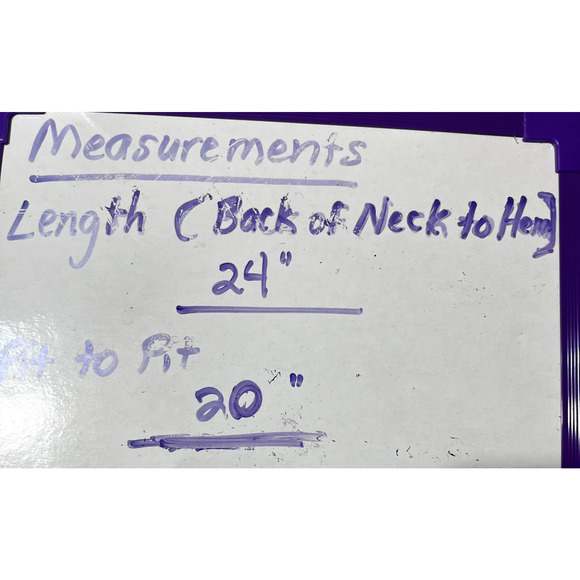 Measurements
Length (Back of Neck to Hem)
24"
Pit to Pit
20"